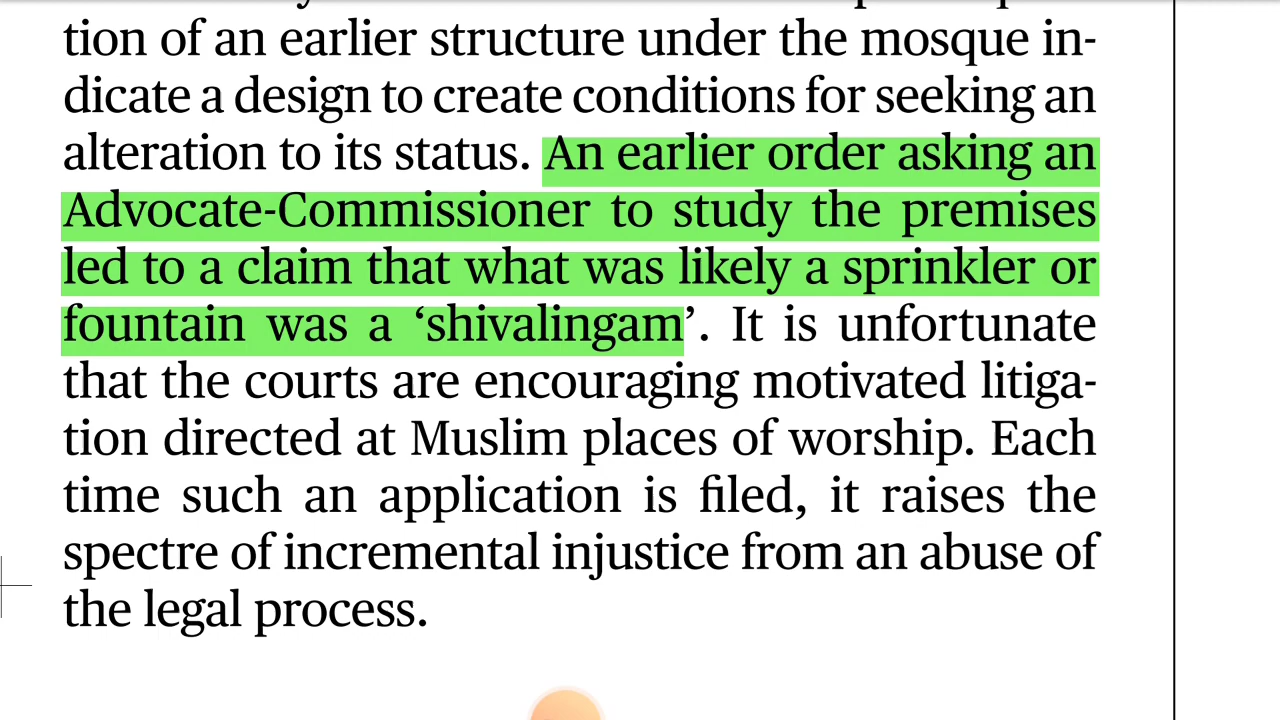 tion of an earlier structure under the mosque in-
dicate a design to create conditions for seeking an
alteration to its status. An earlier order asking an
Advocate-Commissioner to study the premises
led to a claim that what was likely a sprinkler or
fountain was a ‘shivalingam’. It is unfortunate
that the courts are encouraging motivated litiga-
tion directed at Muslim places of worship. Each
time such an application is filed, it raises the
spectre of incremental injustice from an abuse of
the legal process.